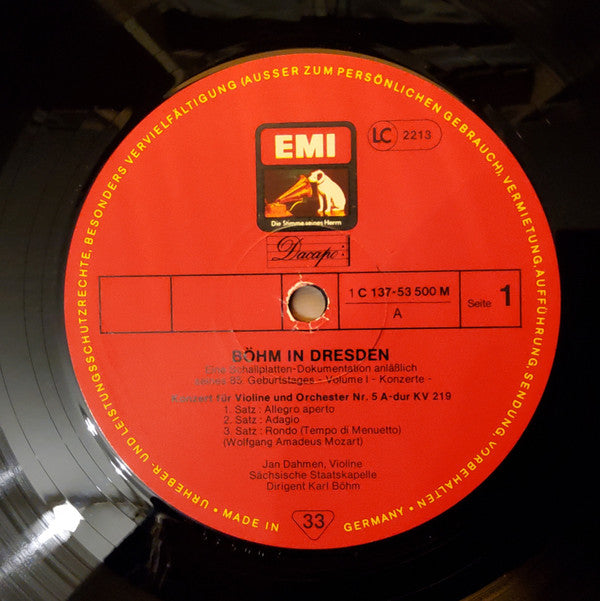 URHEBER- UND LEISTUNGSSCHUTZRECHTE, BESONDERS VERVIELFÄLTIGUNG (AUSSER ZUM PERSÖNLICHEN GEBRAUCH), VERMIETUNG, AUFFÜHRUNG, SENDUNG, VORBEHALTEN • MADE IN GERMANY •
EMI
LC 2213
Die Stimme seines Herrn
Dacapo
1 C 137-53 500 M
A
Seite 1
BÖHM IN DRESDEN
Eine Schallplatten-Dokumentation anläßlich
seines 85. Geburtstages - Volume I - Konzerte -
Konzert für Violine und Orchester Nr. 5 A-dur KV 219
1. Satz : Allegro aperto
2. Satz : Adagio
3. Satz : Rondo (Tempo di Menuetto)
(Wolfgang Amadeus Mozart)
Jan Dahmen, Violine
Sächsische Staatskapelle
Dirigent Karl Böhm
33